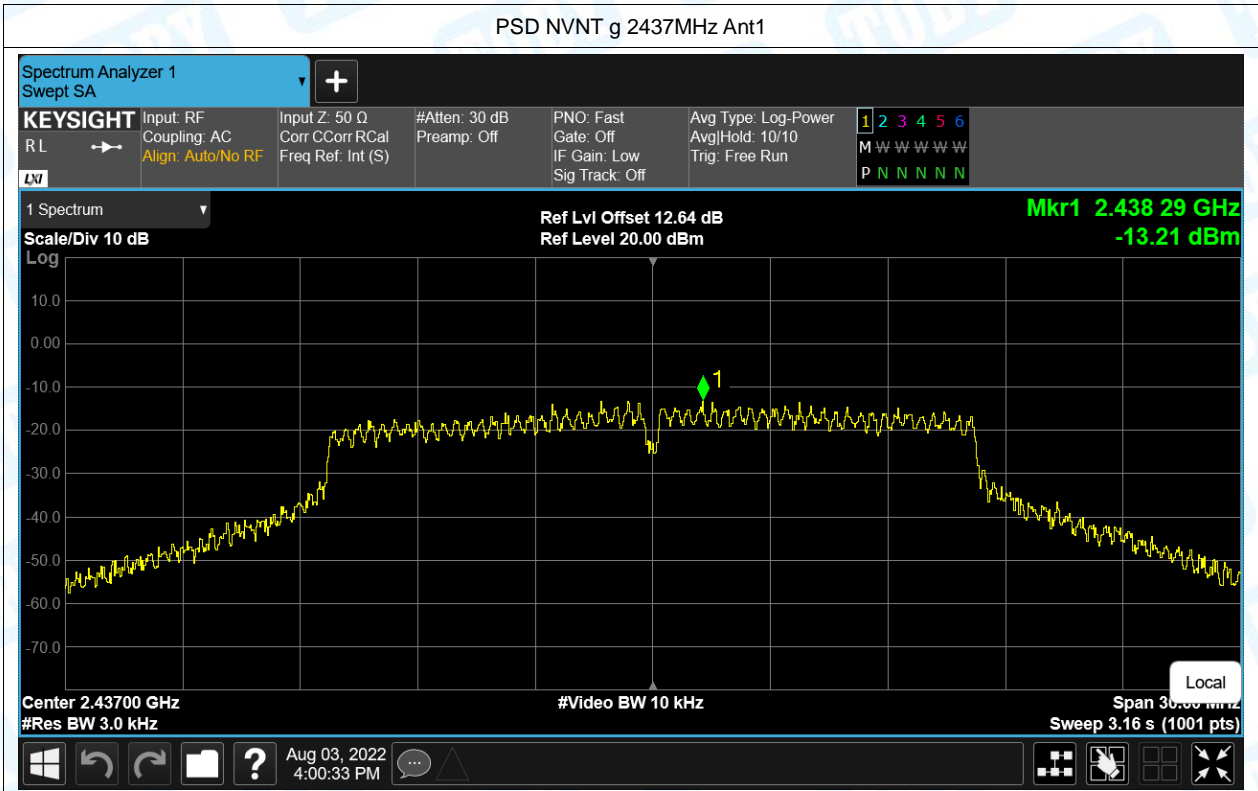 PSD NVNT g 2437MHz Ant1
Spectrum Analyzer 1
Swept SA
KEYSIGHT
R L
LXI
Input: RF
Coupling: AC
Align: Auto/No RF
Input Z: 50 Ω
Corr CCorr RCal
Freq Ref: Int (S)
#Atten: 30 dB
Preamp: Off
PNO: Fast
Gate: Off
IF Gain: Low
Sig Track: Off
Avg Type: Log-Power
Avg|Hold: 10/10
Trig: Free Run
1 2 3 4 5 6
M W W W W W
P N N N N N
1 Spectrum
Scale/Div 10 dB
Log
Ref Lvl Offset 12.64 dB
Ref Level 20.00 dBm
Mkr1 2.438 29 GHz
-13.21 dBm
10.0
0.00
-10.0
-20.0
-30.0
-40.0
-50.0
-60.0
-70.0
1
Center 2.43700 GHz
#Res BW 3.0 kHz
#Video BW 10 kHz
Local
Span 30.00 MHz
Sweep 3.16 s (1001 pts)
?
Aug 03, 2022
4:00:33 PM